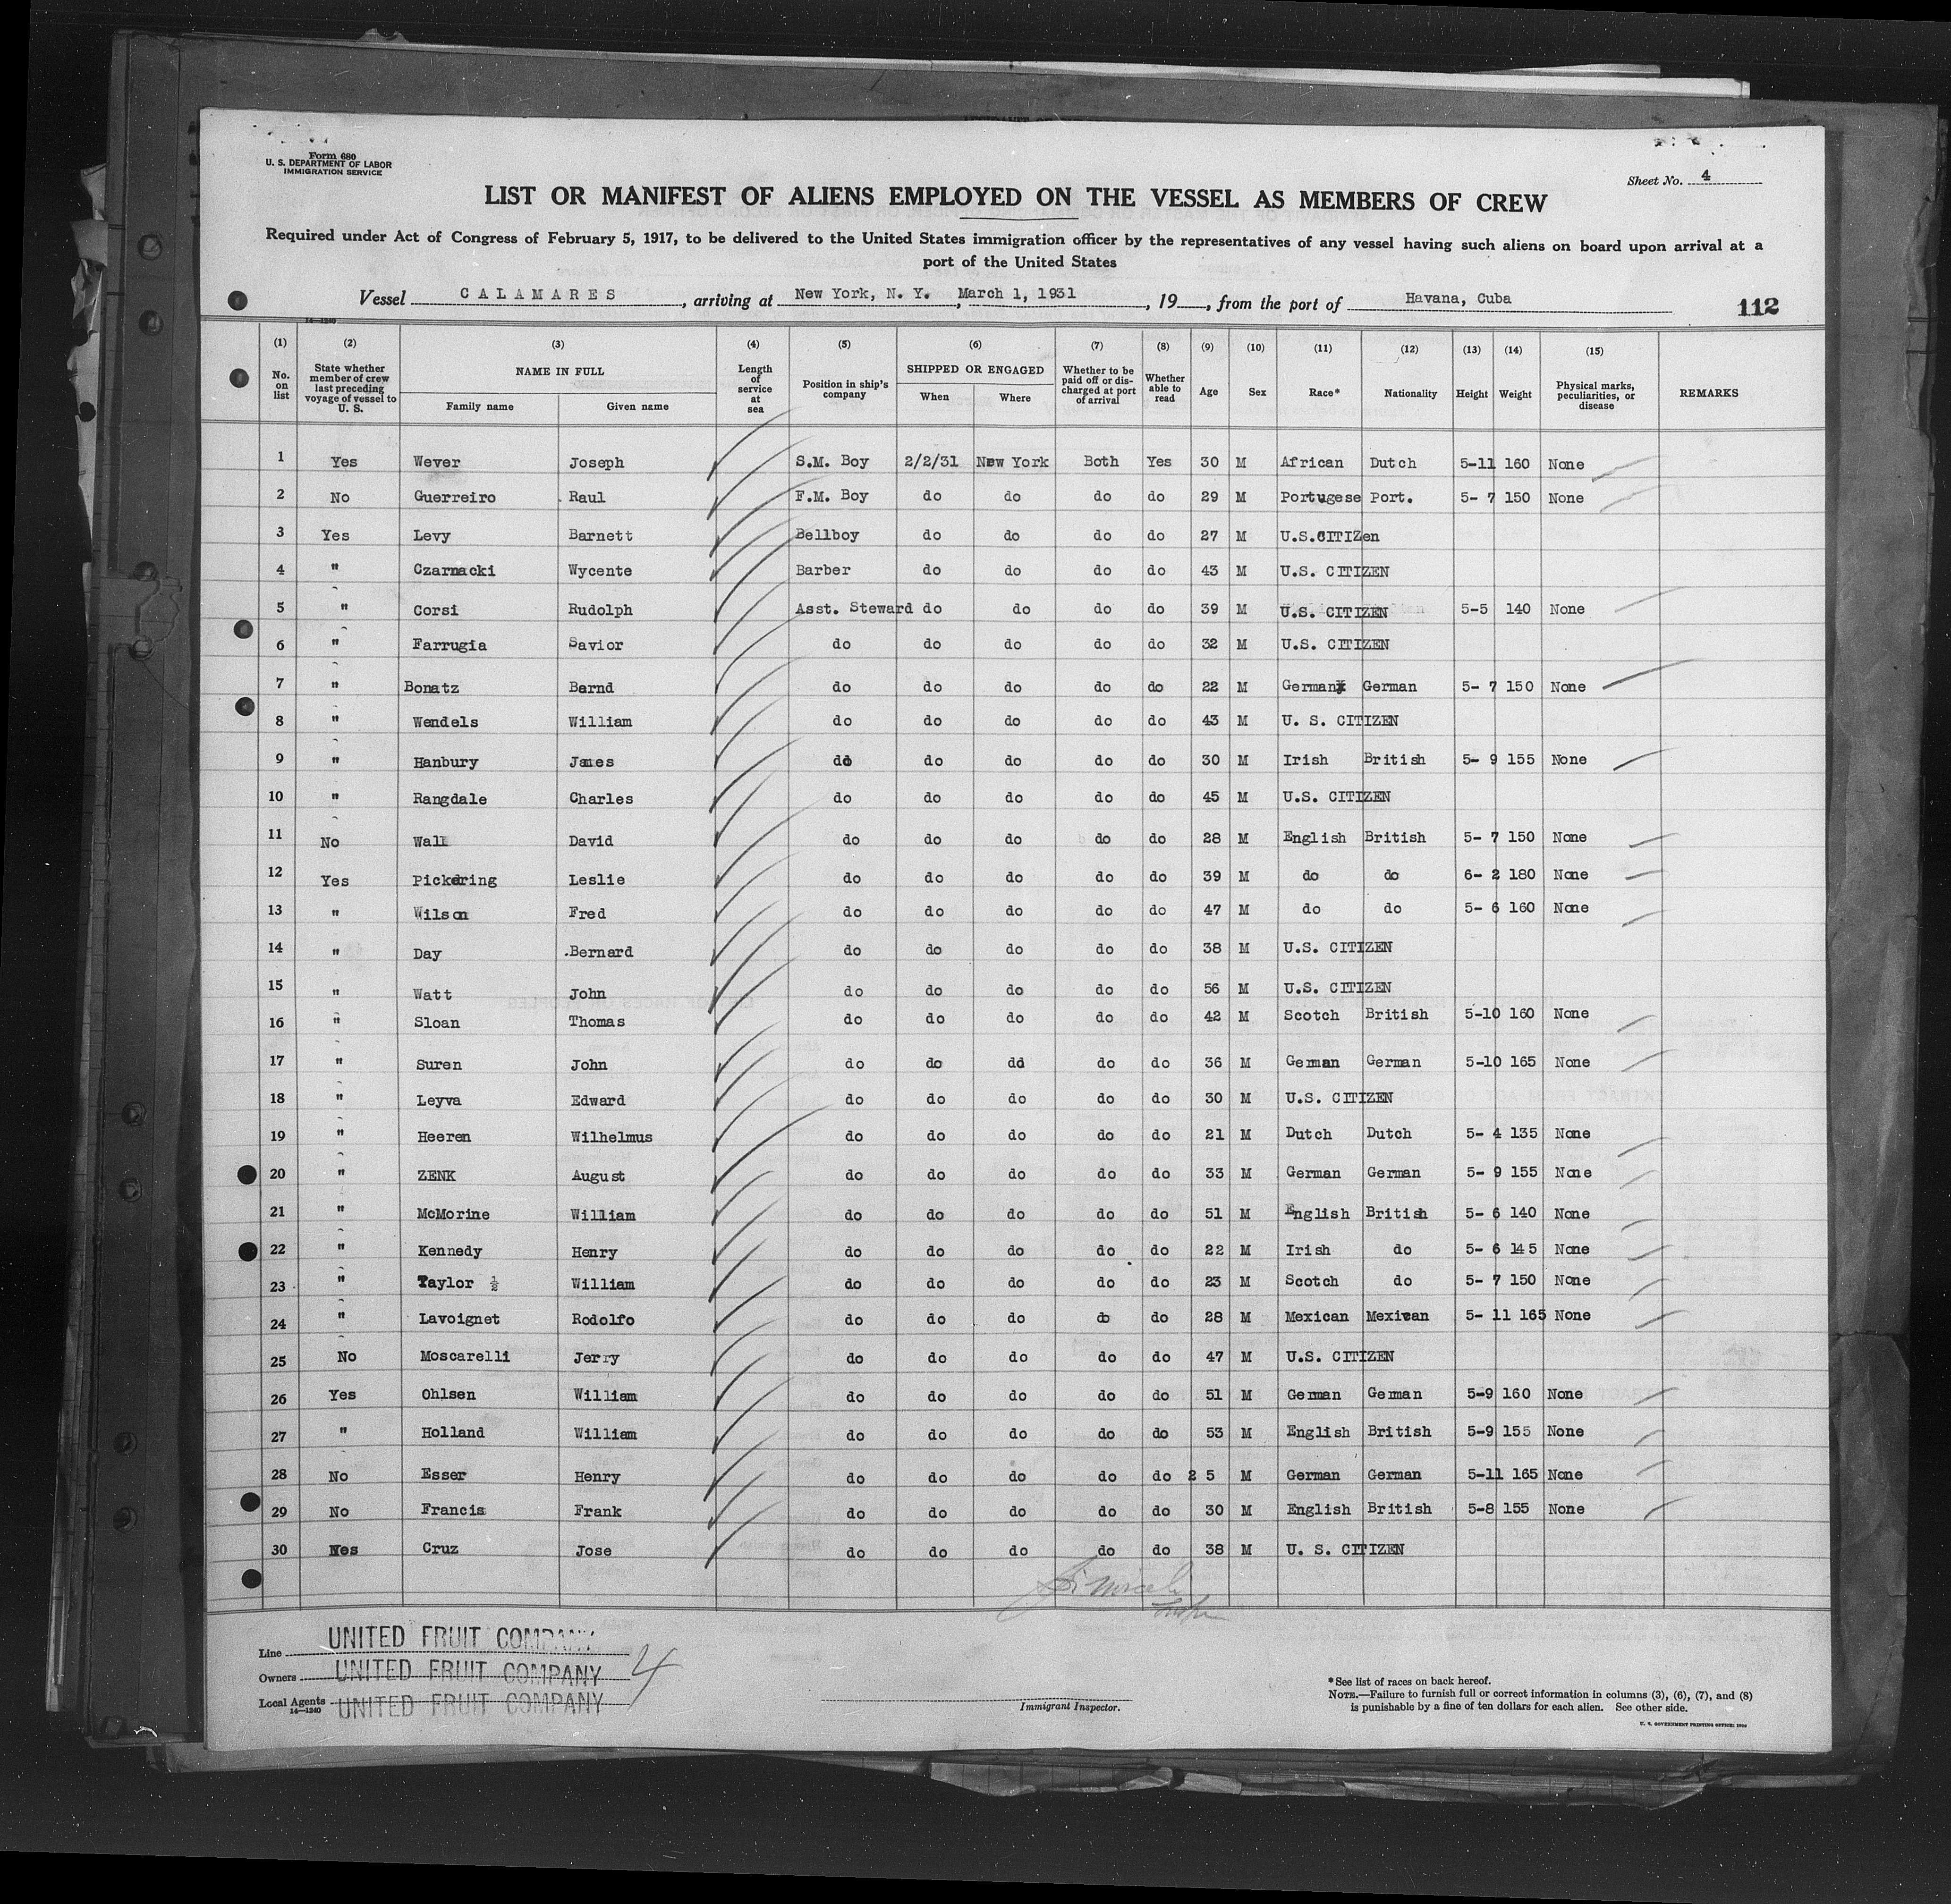 Form 680
U. S. DEPARTMENT OF LABOR
IMMIGRATION SERVICE
Sheet No. 4
LIST OR MANIFEST OF ALIENS EMPLOYED ON THE VESSEL AS MEMBERS OF CREW
Required under Act of Congress of February 5, 1917, to be delivered to the United States immigration officer by the representatives of any vessel having such aliens on board upon arrival at a
port of the United States
Vessel CALAMARES, arriving at New York, N. Y., March 1, 1931, 19, from the port of Havana, Cuba
112
14—1240
(1) (2) (3) (4) (5) (6) (7) (8) (9) (10) (11) (12) (13) (14) (15)
No. on list State whether member of crew last preceding voyage of vessel to U. S. NAME IN FULL Family name Given name Length of service at sea Position in ship's company SHIPPED OR ENGAGED When Where Whether to be paid off or discharged at port of arrival Whether able to read Age Sex Race* Nationality Height Weight Physical marks, peculiarities, or disease REMARKS
1 Yes Wever Joseph S.M. Boy 2/2/31 New York Both Yes 30 M African Dutch 5-11 160 None
2 No Guerreiro Raul F.M. Boy do do do do 29 M Portugese Port. 5- 7 150 None
3 Yes Levy Barnett Bellboy do do do do 27 M U.S.CITIZen
4 " Czarnacki Wycente Barber do do do do 43 M U.S. CITIZEN
5 " Corsi Rudolph Asst. Steward do do do do 39 M U.S. CITIZEN 5-5 140 None
6 " Farrugia Savior do do do do do 32 M U.S. CITIZEN
7 " Bonatz Barnd do do do do do 22 M German German 5- 7 150 None
8 " Wendels William do do do do do 43 M U. S. CITIZEN
9 " Hanbury James do do do do do 30 M Irish British 5- 9 155 None
10 " Rangdale Charles do do do do do 45 M U.S. CITIZEN
11 No Wall David do do do do do 28 M English British 5- 7 150 None
12 Yes Pickering Leslie do do do do do 39 M do do 6- 2 180 None
13 " Wilson Fred do do do do do 47 M do do 5- 6 160 None
14 " Day Bernard do do do do do 38 M U.S. CITIZEN
15 " Watt John do do do do do 56 M U.S. CITIZEN
16 " Sloan Thomas do do do do do 42 M Scotch British 5-10 160 None
17 " Suren John do do dd do do 36 M German German 5-10 165 None
18 " Leyva Edward do do do do do 30 M U.S. CITIZEN
19 " Heeren Wilhelmus do do do do do 21 M Dutch Dutch 5- 4 135 None
20 " ZENK August do do do do do 33 M German German 5- 9 155 None
21 " McMorine William do do do do do 51 M English British 5- 6 140 None
22 " Kennedy Henry do do do do do 22 M Irish do 5- 6 145 None
23 " Taylor ½ William do do do do do 23 M Scotch do 5- 7 150 None
24 " Lavoignet Rodolfo do do do do do 28 M Mexican Mexican 5- 11 165 None
25 No Moscarelli Jerry do do do do do 47 M U.S. CITIZEN
26 Yes Ohlsen William do do do do do 51 M German German 5-9 160 None
27 " Holland William do do do do do 53 M English British 5-9 155 None
28 No Esser Henry do do do do do 2 5 M German German 5-11 165 None
29 No Francis Frank do do do do do 30 M English British 5-8 155 None
30 Yes Cruz Jose do do do do do 38 M U. S. CITIZEN
Line UNITED FRUIT COMPANY
Owners UNITED FRUIT COMPANY 4
Local Agents UNITED FRUIT COMPANY
14—1240
Immigrant Inspector.
*See list of races on back hereof.
NOTE.—Failure to furnish full or correct information in columns (3), (6), (7), and (8)
is punishable by a fine of ten dollars for each alien. See other side.